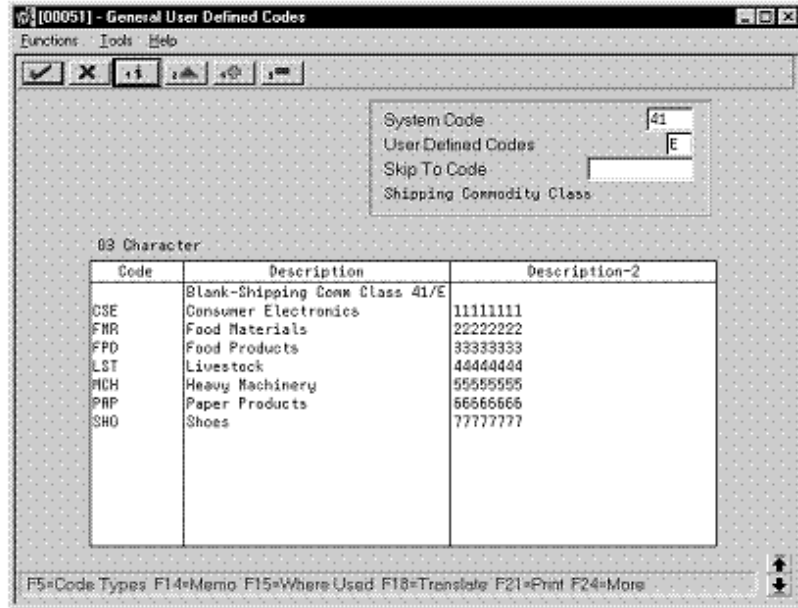 [00051] - General User Defined Codes
Functions Tools Help
System Code 41
User Defined Codes E
Skip To Code
Shipping Commodity Class
03 Character
Code Description Description-2
Blank-Shipping Comm Class 41/E
CSE Consumer Electronics 11111111
FMR Food Materials 22222222
FPD Food Products 33333333
LST Livestock 44444444
MCH Heavy Machinery 55555555
PAP Paper Products 66666666
SHO Shoes 77777777
F5=Code Types F14=Memo F15=Where Used F18=Translate F21=Print F24=More